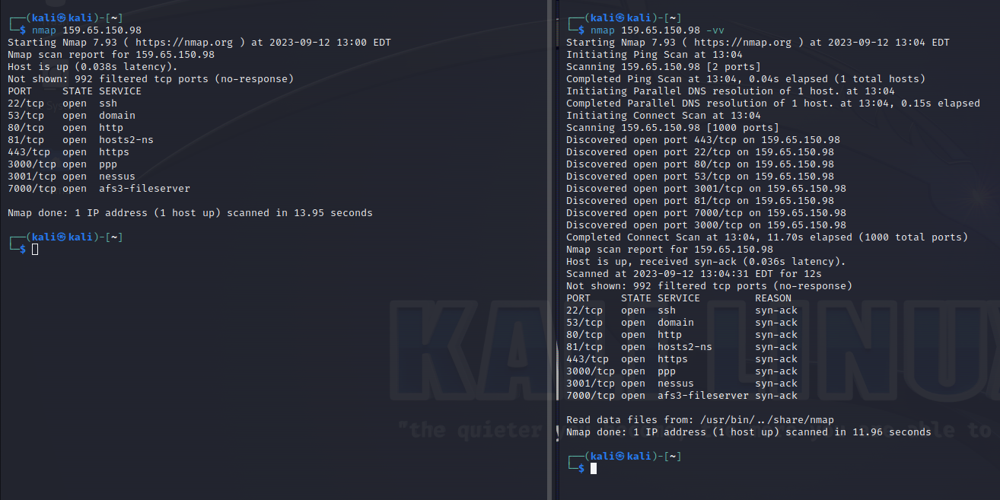 ┌──(kali㉿kali)-[~]
└─$ nmap 159.65.150.98
Starting Nmap 7.93 ( https://nmap.org ) at 2023-09-12 13:00 EDT
Nmap scan report for 159.65.150.98
Host is up (0.038s latency).
Not shown: 992 filtered tcp ports (no-response)
PORT     STATE SERVICE
22/tcp   open  ssh
53/tcp   open  domain
80/tcp   open  http
81/tcp   open  hosts2-ns
443/tcp  open  https
3000/tcp open  ppp
3001/tcp open  nessus
7000/tcp open  afs3-fileserver
Nmap done: 1 IP address (1 host up) scanned in 13.95 seconds
┌──(kali㉿kali)-[~]
└─$
┌──(kali㉿kali)-[~]
└─$ nmap 159.65.150.98 -vv
Starting Nmap 7.93 ( https://nmap.org ) at 2023-09-12 13:04 EDT
Initiating Ping Scan at 13:04
Scanning 159.65.150.98 [2 ports]
Completed Ping Scan at 13:04, 0.04s elapsed (1 total hosts)
Initiating Parallel DNS resolution of 1 host. at 13:04
Completed Parallel DNS resolution of 1 host. at 13:04, 0.15s elapsed
Initiating Connect Scan at 13:04
Scanning 159.65.150.98 [1000 ports]
Discovered open port 443/tcp on 159.65.150.98
Discovered open port 22/tcp on 159.65.150.98
Discovered open port 80/tcp on 159.65.150.98
Discovered open port 53/tcp on 159.65.150.98
Discovered open port 3001/tcp on 159.65.150.98
Discovered open port 81/tcp on 159.65.150.98
Discovered open port 7000/tcp on 159.65.150.98
Discovered open port 3000/tcp on 159.65.150.98
Completed Connect Scan at 13:04, 11.70s elapsed (1000 total ports)
Nmap scan report for 159.65.150.98
Host is up, received syn-ack (0.036s latency).
Scanned at 2023-09-12 13:04:31 EDT for 12s
Not shown: 992 filtered tcp ports (no-response)
PORT     STATE SERVICE         REASON
22/tcp   open  ssh             syn-ack
53/tcp   open  domain          syn-ack
80/tcp   open  http            syn-ack
81/tcp   open  hosts2-ns       syn-ack
443/tcp  open  https           syn-ack
3000/tcp open  ppp             syn-ack
3001/tcp open  nessus          syn-ack
7000/tcp open  afs3-fileserver syn-ack
Read data files from: /usr/bin/../share/nmap
Nmap done: 1 IP address (1 host up) scanned in 11.96 seconds
┌──(kali㉿kali)-[~]
└─$
KALI LINUX
"the quieter
able to